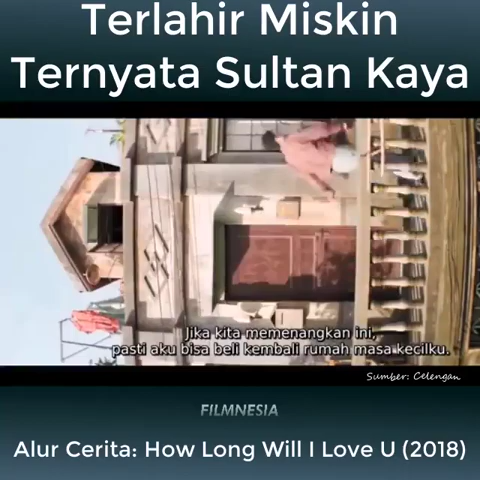 Terlahir Miskin
Ternyata Sultan Kaya
Jika kita memenangkan ini,
pasti aku bisa beli kembali rumah masa kecilku.
Sumber: Celengan
FILMNESIA
Alur Cerita: How Long Will I Love U (2018)